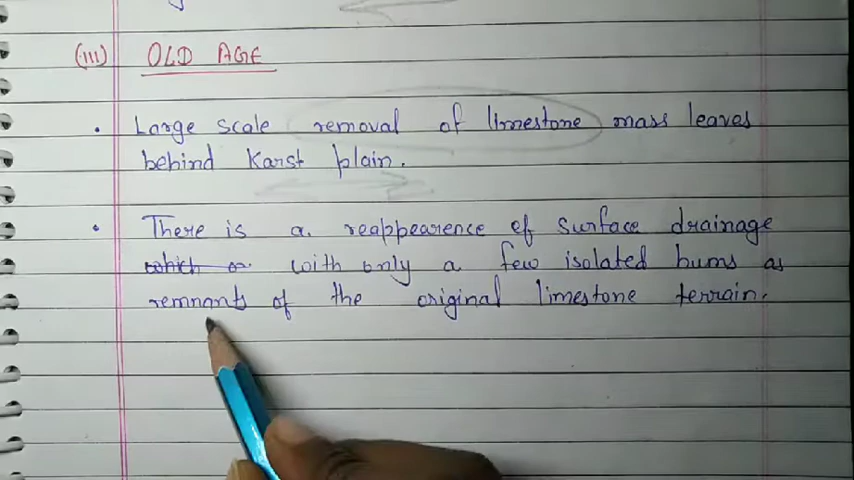 (iii) OLD AGE
• Large scale removal of limestone mass leaves
behind Karst plain.
• There is a reappearence of surface drainage
which or with only a few isolated hums as
remnants of the original limestone terrain.